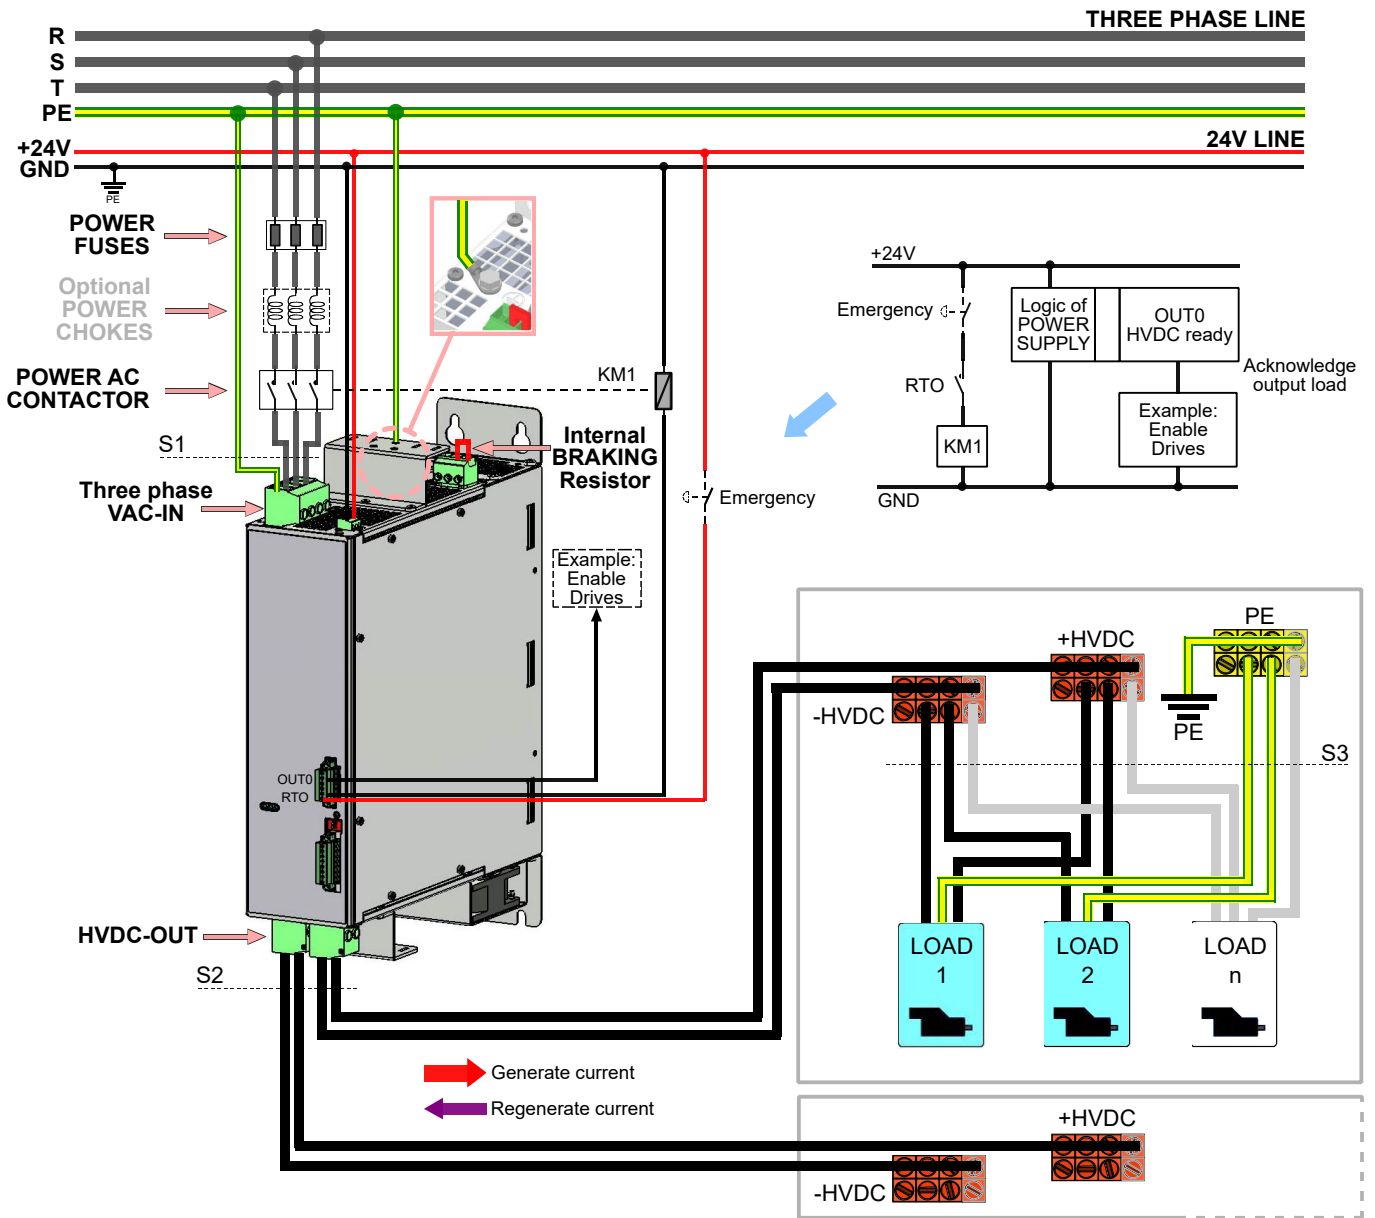 THREE PHASE LINE
R
S
T
PE
24V LINE
+24V
GND
PE
POWER
FUSES
Optional
POWER
CHOKES
POWER AC
CONTACTOR
KM1
S1
Three phase
VAC-IN
Internal
BRAKING
Resistor
Emergency
+24V
Emergency
RTO
KM1
GND
Logic of
POWER
SUPPLY
OUT0
HVDC ready
Acknowledge
output load
Example:
Enable
Drives
Example:
Enable
Drives
OUT0
RTO
HVDC-OUT
S2
Generate current
Regenerate current
PE
+HVDC
-HVDC
PE
S3
LOAD
1
LOAD
2
LOAD
n
+HVDC
-HVDC